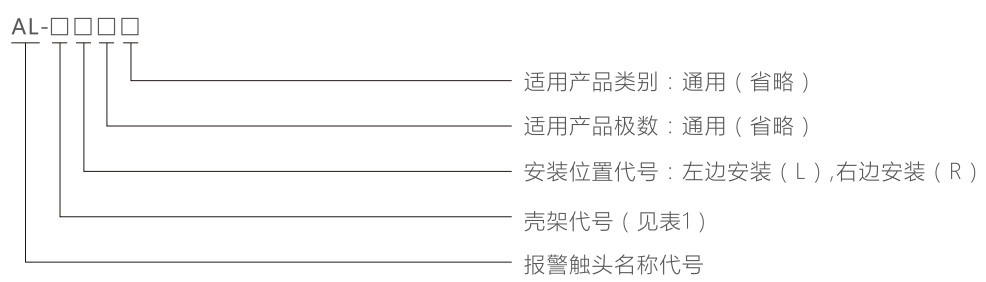 AL-□□□□
适用产品类别：通用（省略）
适用产品极数：通用（省略）
安装位置代号：左边安装（L）,右边安装（R）
壳架代号（见表1）
报警触头名称代号